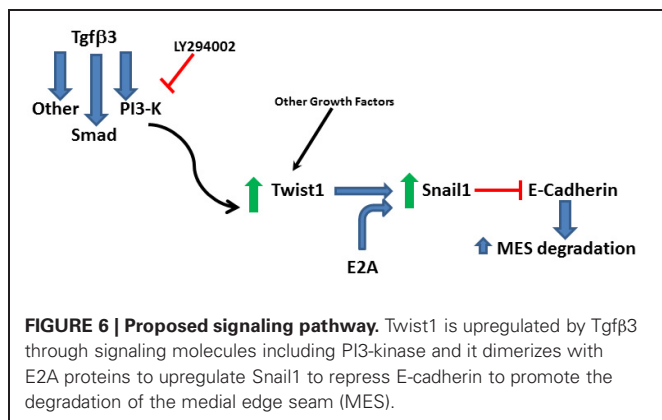 Tgfβ3
LY294002
Other
PI3-K
Smad
Other Growth Factors
Twist1
Snail1
E-Cadherin
E2A
MES degradation
FIGURE 6 | Proposed signaling pathway. Twist1 is upregulated by Tgfβ3
through signaling molecules including PI3-kinase and it dimerizes with
E2A proteins to upregulate Snail1 to repress E-cadherin to promote the
degradation of the medial edge seam (MES).